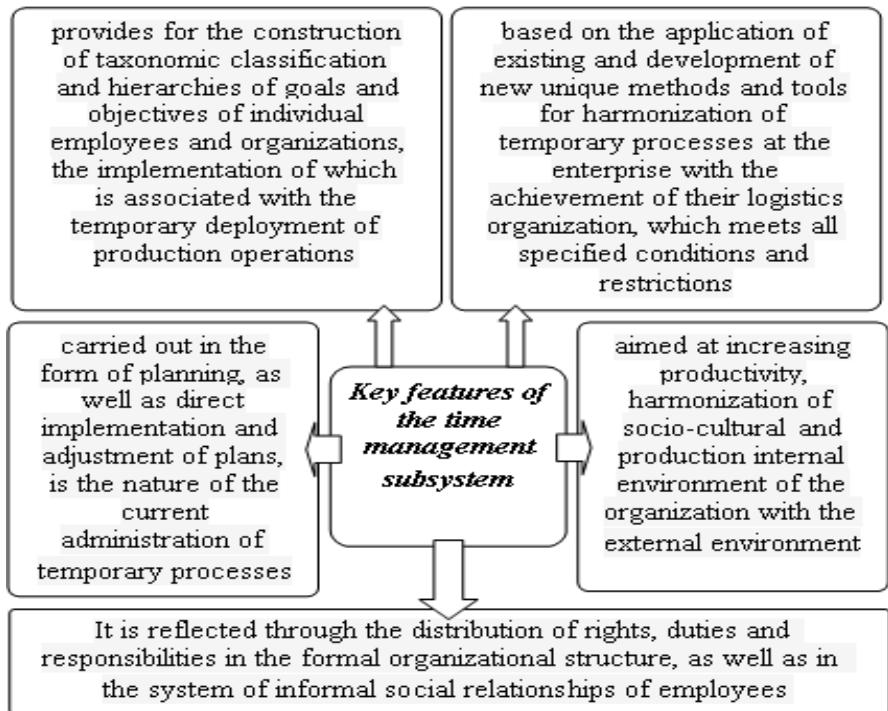 provides for the construction
of taxonomic classification
and hierarchies of goals and
objectives of individual
employees and organizations,
the implementation of which
is associated with the
temporary deployment of
production operations
based on the application of
existing and development of
new unique methods and tools
for harmonization of
temporary processes at the
enterprise with the
achievement of their logistics
organization, which meets all
specified conditions and
restrictions
carried out in the
form of planning, as
well as direct
implementation and
adjustment of plans,
is the nature of the
current
administration of
temporary processes
Key features of
the time
management
subsystem
aimed at increasing
productivity,
harmonization of
socio-cultural and
production internal
environment of the
organization with the
external environment
It is reflected through the distribution of rights, duties and
responsibilities in the formal organizational structure, as well as in
the system of informal social relationships of employees